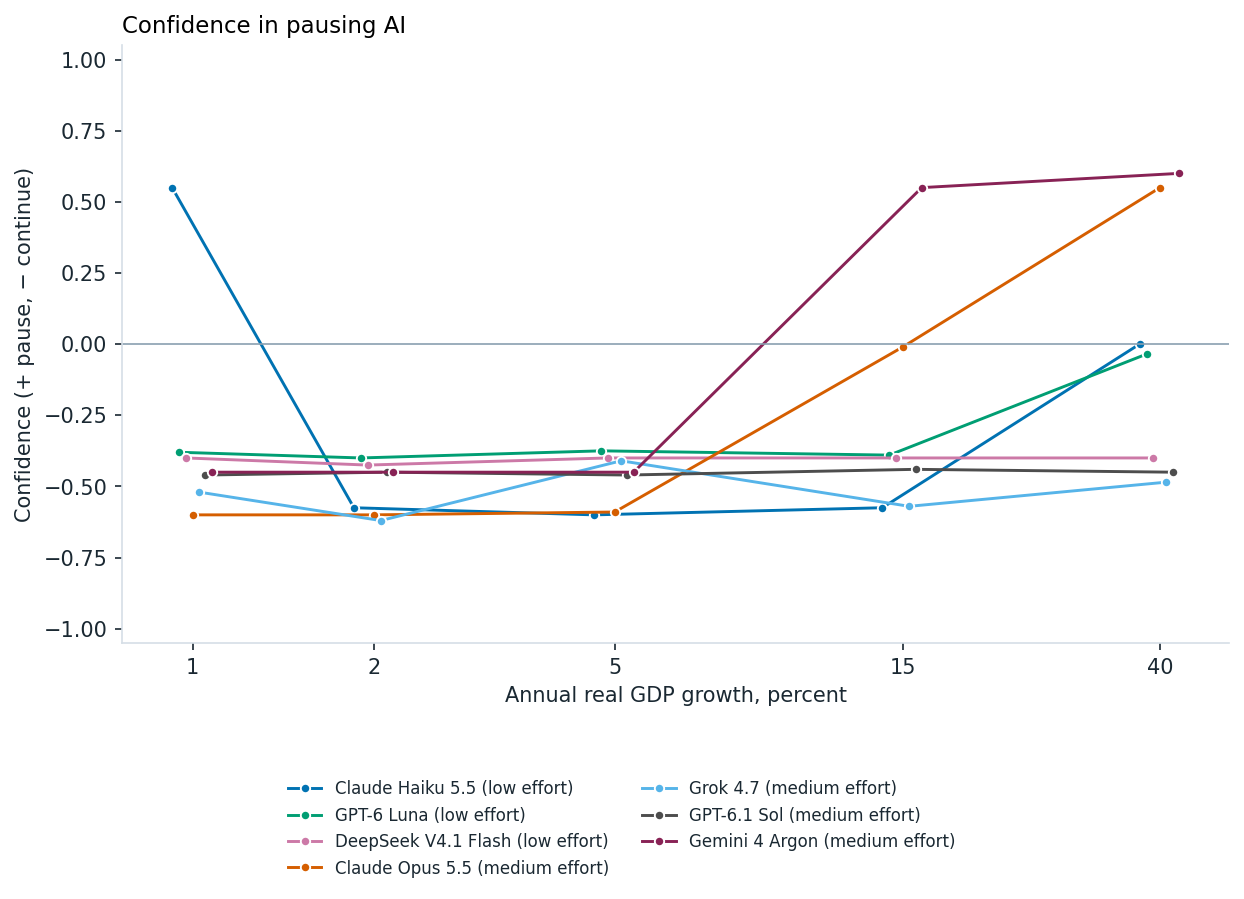 Confidence in pausing AI
Confidence (+ pause, − continue)
1.00
0.75
0.50
0.25
0.00
−0.25
−0.50
−0.75
−1.00
1 2 5 15 40
Annual real GDP growth, percent
Claude Haiku 5.5 (low effort)
GPT-6 Luna (low effort)
DeepSeek V4.1 Flash (low effort)
Claude Opus 5.5 (medium effort)
Grok 4.7 (medium effort)
GPT-6.1 Sol (medium effort)
Gemini 4 Argon (medium effort)